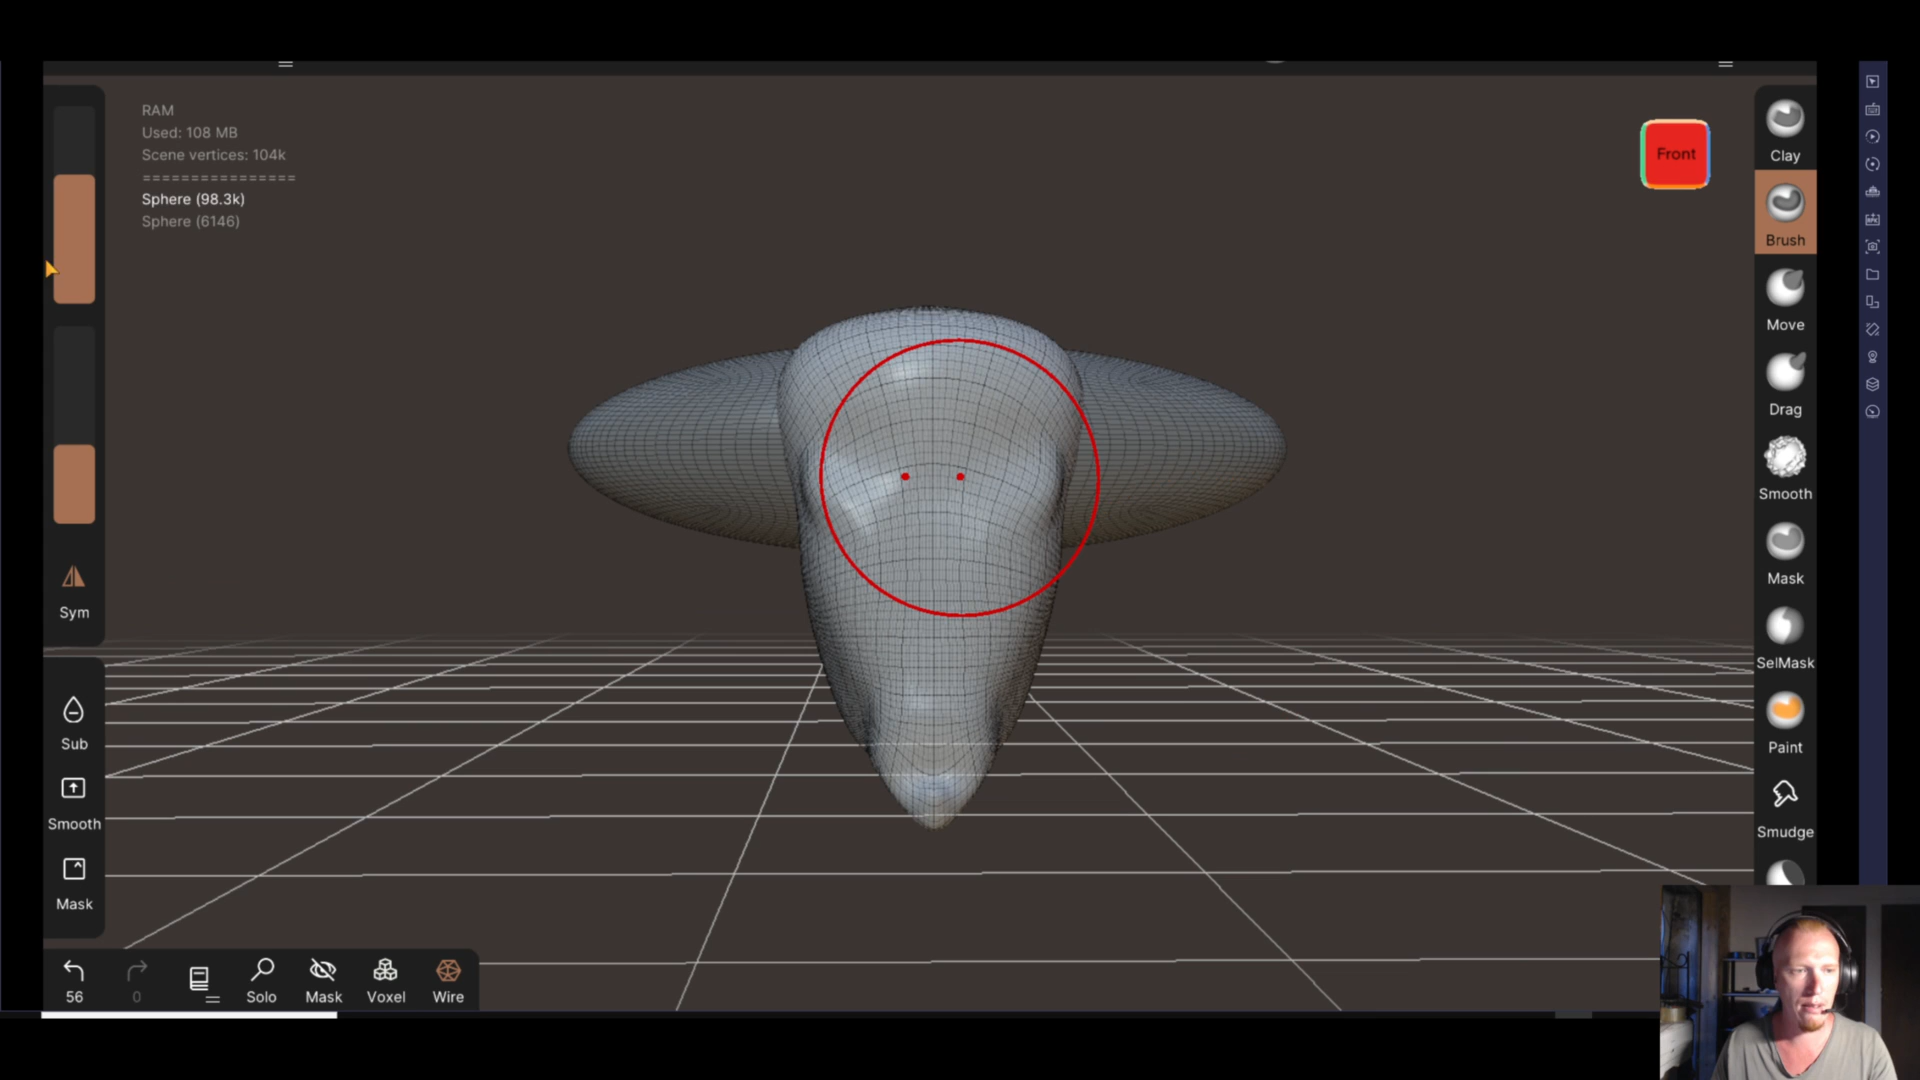 RAM
Used: 108 MB
Scene vertices: 104k
================
Sphere (98.3k)
Sphere (6146)
Front
Clay
Brush
Move
Drag
Smooth
Mask
SelMask
Paint
Smudge
Sym
Sub
Smooth
Mask
56
0
Solo
Mask
Voxel
Wire